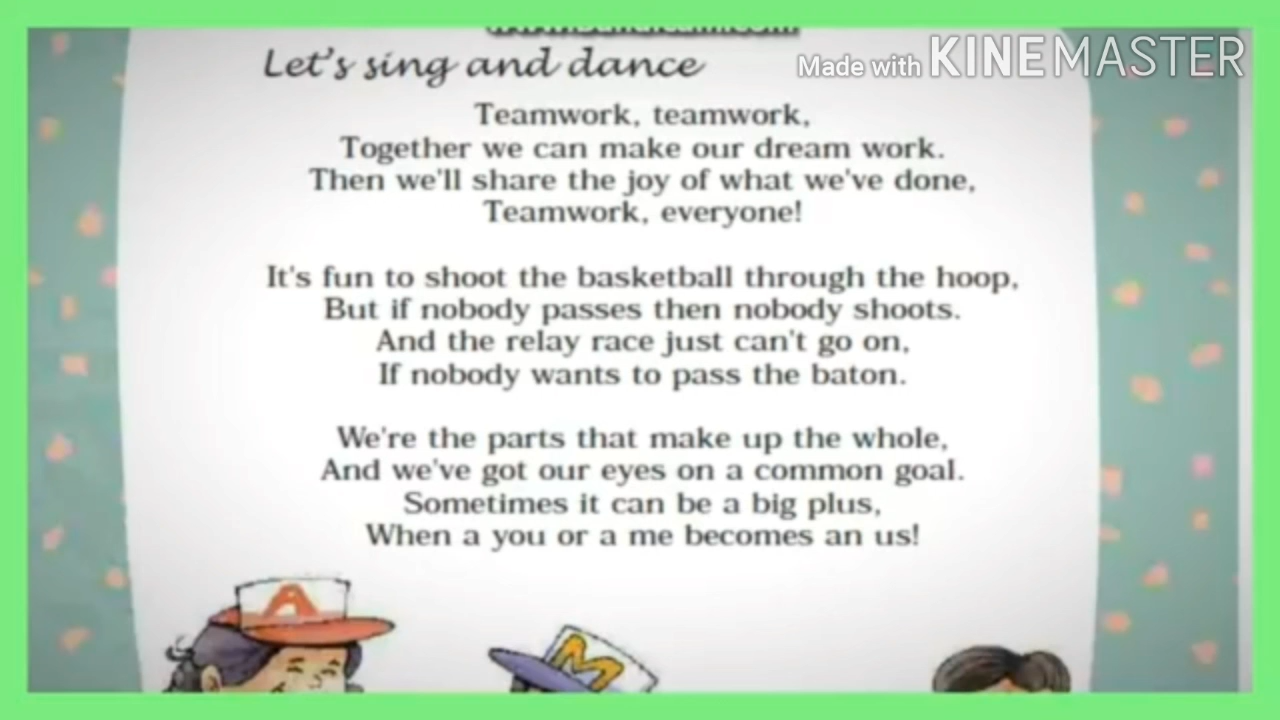 Let's sing and dance
Made with KINEMASTER
Teamwork, teamwork,
Together we can make our dream work.
Then we'll share the joy of what we've done,
Teamwork, everyone!
It's fun to shoot the basketball through the hoop,
But if nobody passes then nobody shoots.
And the relay race just can't go on,
If nobody wants to pass the baton.
We're the parts that make up the whole,
And we've got our eyes on a common goal.
Sometimes it can be a big plus,
When a you or a me becomes an us!
A
M